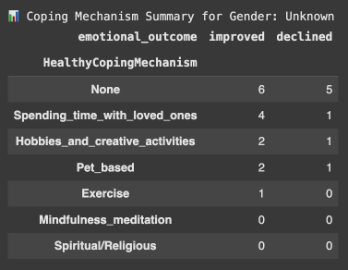 📊 Coping Mechanism Summary for Gender: Unknown
emotional_outcome improved declined
HealthyCopingMechanism
None 6 5
Spending_time_with_loved_ones 4 1
Hobbies_and_creative_activities 2 1
Pet_based 2 1
Exercise 1 0
Mindfulness_meditation 0 0
Spiritual/Religious 0 0